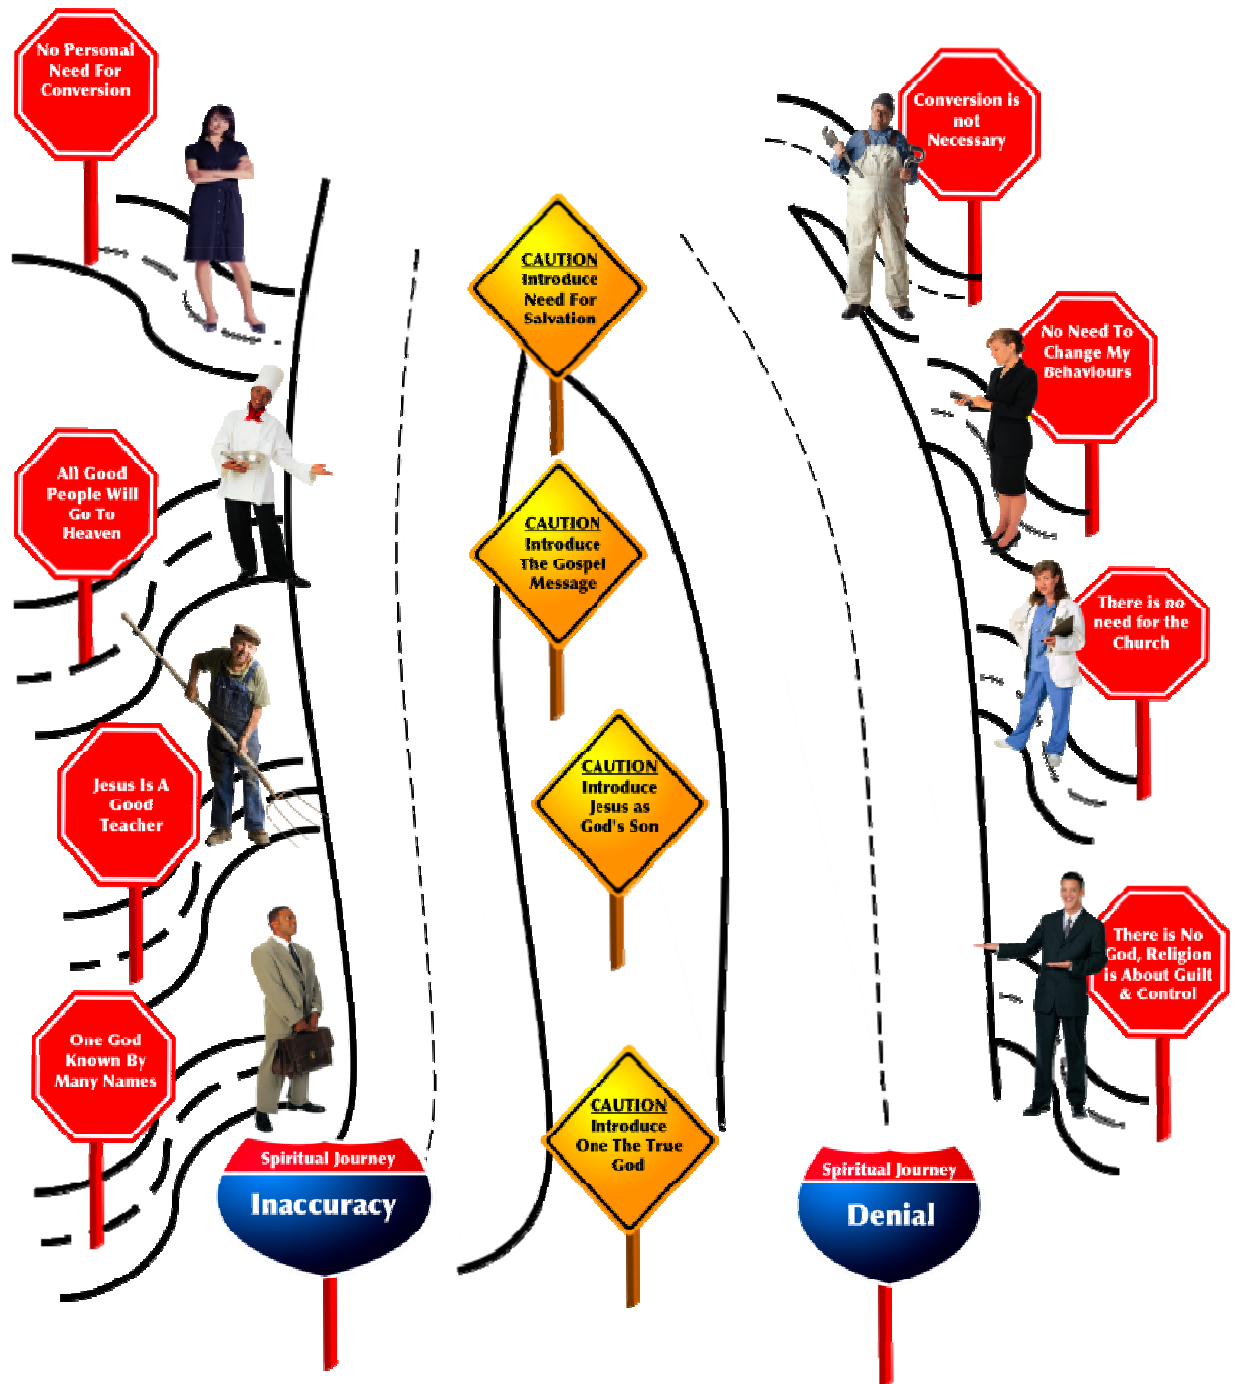 No Personal
Need For
Conversion
Conversion is
not
Necessary
CAUTION
Introduce
Need For
Salvation
No Need To
Change My
Behaviours
All Good
People Will
Go To
Heaven
CAUTION
Introduce
The Gospel
Message
There is no
need for the
Church
Jesus Is A
Good
Teacher
CAUTION
Introduce
Jesus as
God's Son
There is No
God, Religion
is About Guilt
& Control
One God
Known By
Many Names
CAUTION
Introduce
One The True
God
Spiritual Journey
Inaccuracy
Spiritual Journey
Denial